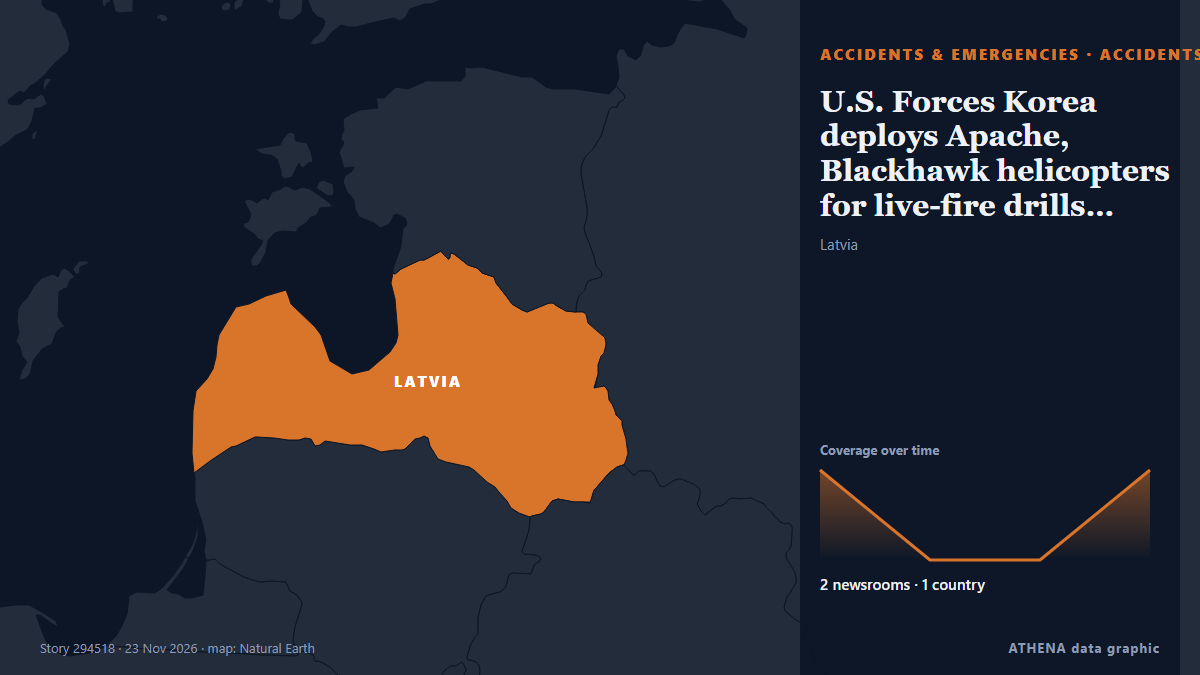 ACCIDENTS & EMERGENCIES · ACCIDENTS
U.S. Forces Korea
deploys Apache,
Blackhawk helicopters
for live-fire drills...
Latvia
LATVIA
Coverage over time
2 newsrooms · 1 country
Story 294518 · 23 Nov 2026 · map: Natural Earth
ATHENA data graphic